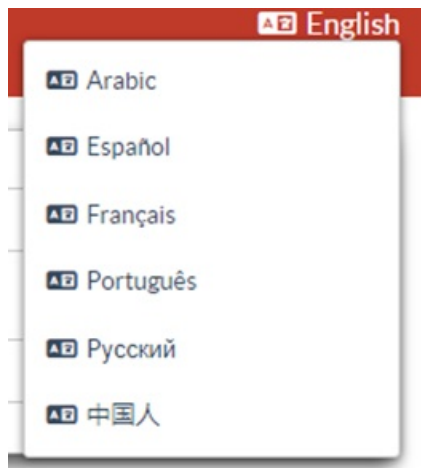 English
Arabic
Español
Français
Português
Русский
中国人